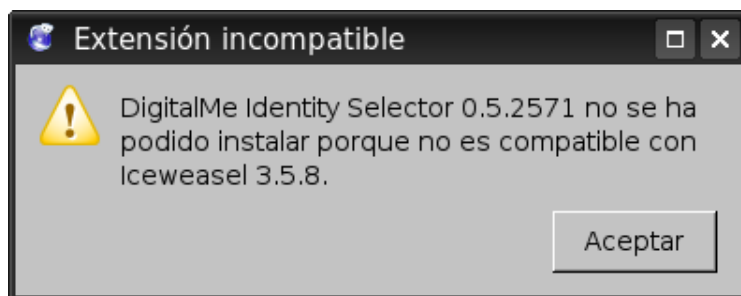 Extensión incompatible
DigitalMe Identity Selector 0.5.2571 no se ha
podido instalar porque no es compatible con
Iceweasel 3.5.8.
Aceptar